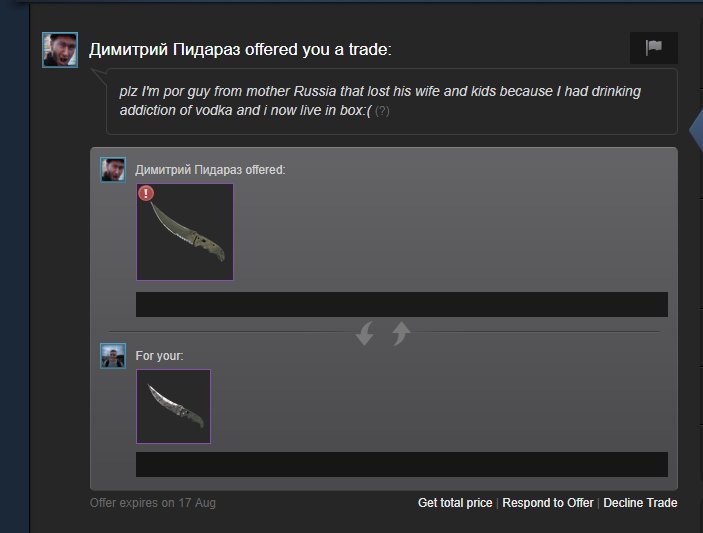 Димитрий Пидараз offered you a trade:
plz I'm por guy from mother Russia that lost his wife and kids because I had drinking
addiction of vodka and i now live in box:( (?)
Димитрий Пидараз offered:
!
For your:
Offer expires on 17 Aug
Get total price | Respond to Offer | Decline Trade